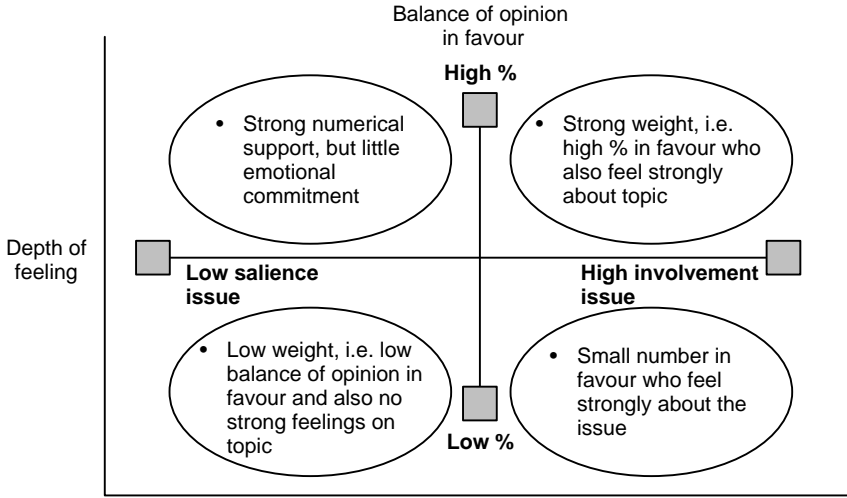 Balance of opinion
in favour
High %
• Strong numerical
support, but little
emotional
commitment
• Strong weight, i.e.
high % in favour who
also feel strongly
about topic
Depth of
feeling
Low salience
issue
High involvement
issue
• Low weight, i.e. low
balance of opinion in
favour and also no
strong feelings on
topic
• Small number in
favour who feel
strongly about the
issue
Low %